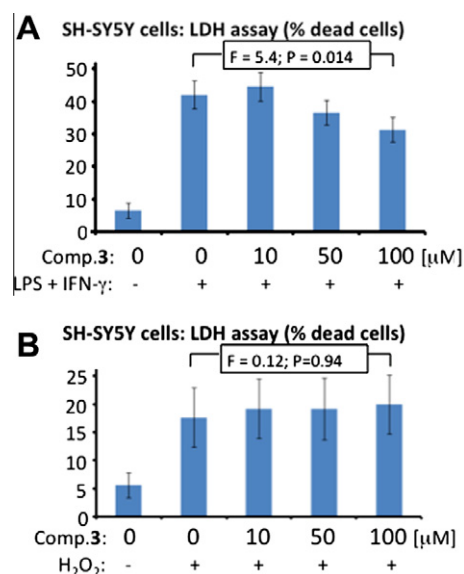 A
SH-SY5Y cells: LDH assay (% dead cells)
F = 5.4; P = 0.014
50
40
30
20
10
0
Comp.3: 0 0 10 50 100 [μM]
LPS + IFN-γ: - + + + +
B
SH-SY5Y cells: LDH assay (% dead cells)
F = 0.12; P=0.94
25
20
15
10
5
0
Comp.3: 0 0 10 50 100 [μM]
H₂O₂: - + + + +